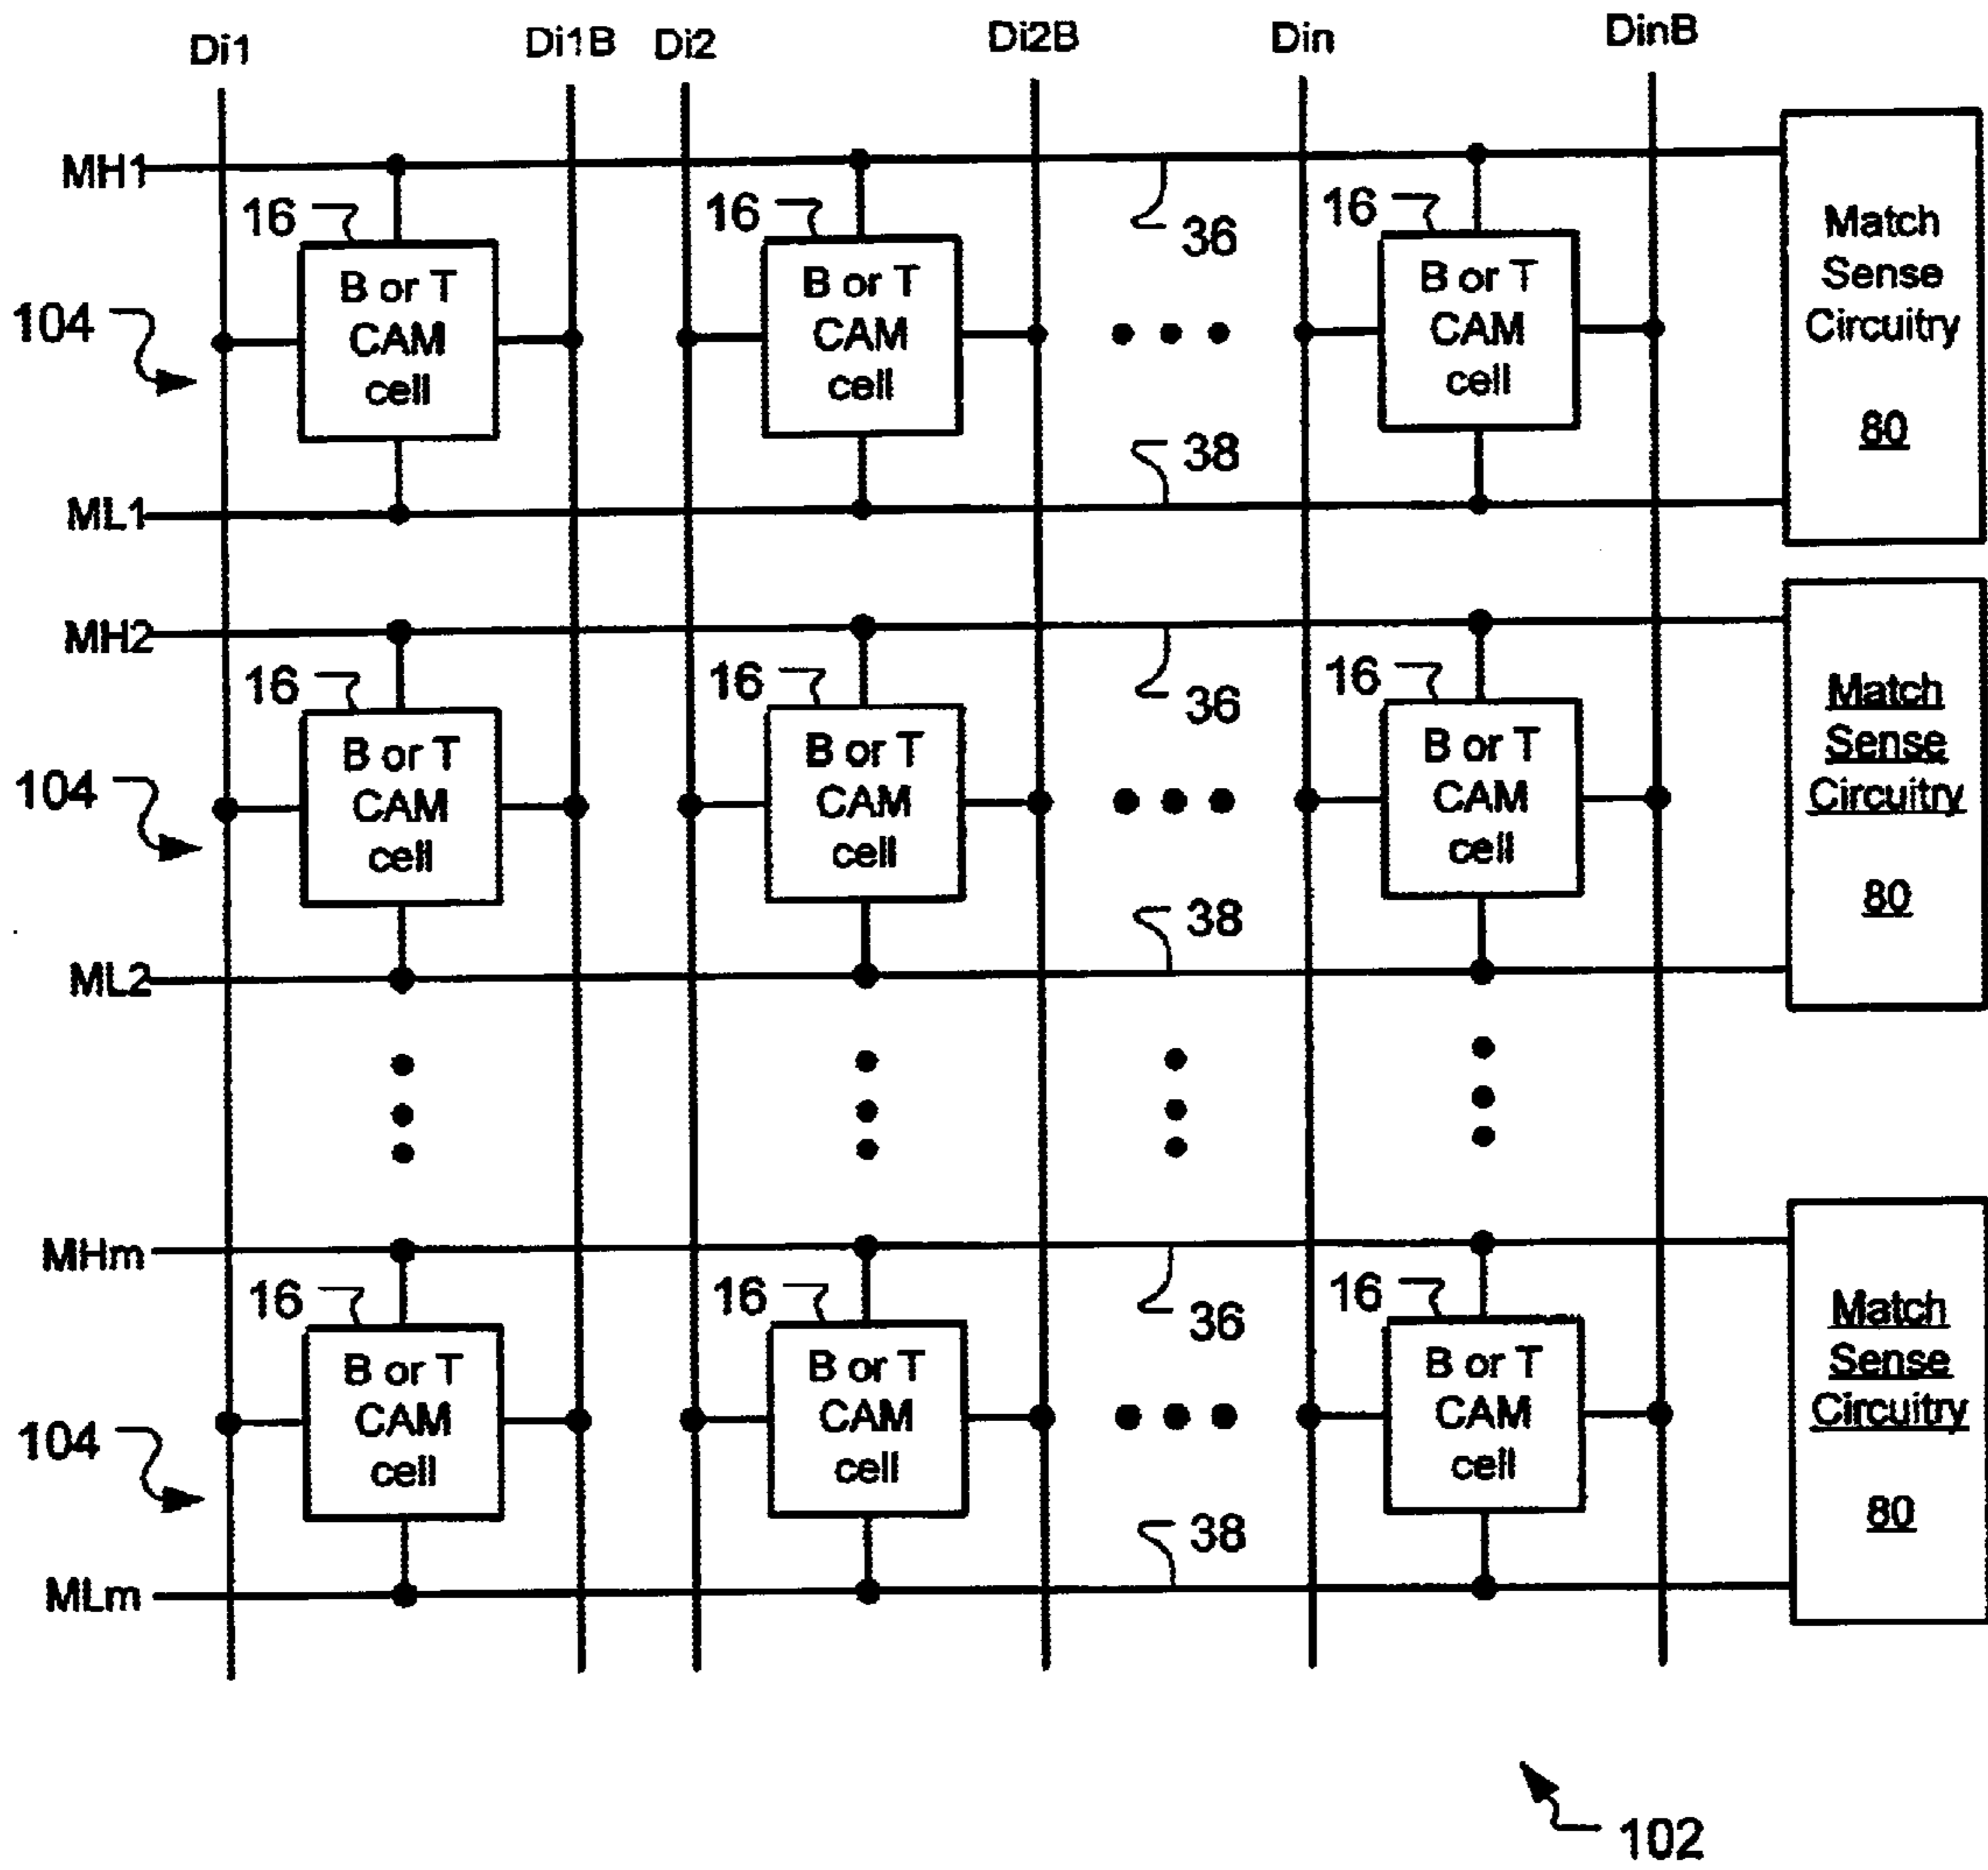 Di1 Di1B Di2 Di2B Din DinB
MH1
16 16 36 16
Match
Sense
Circuitry
80
B or T
CAM
cell
B or T
CAM
cell
B or T
CAM
cell
104
38
ML1
MH2
16 16 36 16
Match
Sense
Circuitry
80
B or T
CAM
cell
B or T
CAM
cell
B or T
CAM
cell
104
38
ML2
MHm
16 16 36 16
Match
Sense
Circuitry
80
B or T
CAM
cell
B or T
CAM
cell
B or T
CAM
cell
104
38
MLm
102